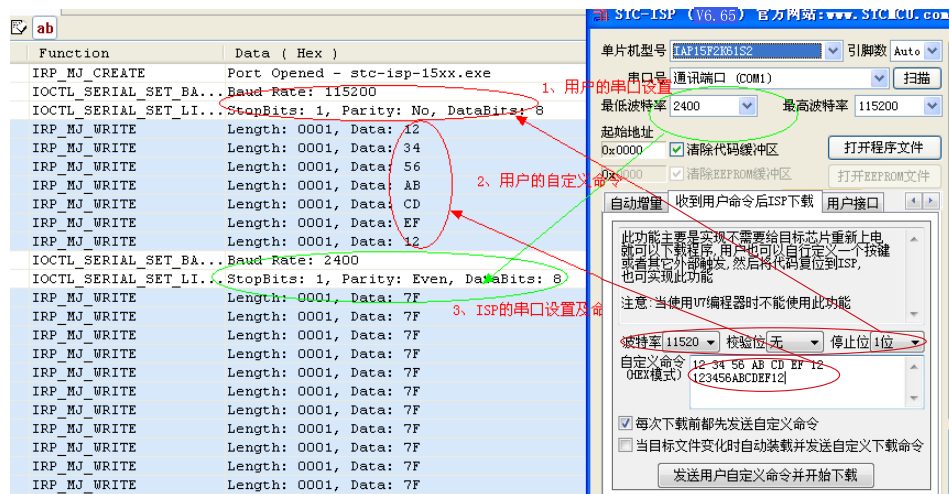 ab
Function Data ( Hex )
IRP_MJ_CREATE Port Opened - stc-isp-15xx.exe
IOCTL_SERIAL_SET_BA...Baud Rate: 115200
IOCTL_SERIAL_SET_LI...StopBits: 1, Parity: No, DataBits: 8
IRP_MJ_WRITE Length: 0001, Data: 12
IRP_MJ_WRITE Length: 0001, Data: 34
IRP_MJ_WRITE Length: 0001, Data: 56
IRP_MJ_WRITE Length: 0001, Data: AB
IRP_MJ_WRITE Length: 0001, Data: CD
IRP_MJ_WRITE Length: 0001, Data: EF
IRP_MJ_WRITE Length: 0001, Data: 12
IOCTL_SERIAL_SET_BA...Baud Rate: 2400
IOCTL_SERIAL_SET_LI...StopBits: 1, Parity: Even, DataBits: 8
IRP_MJ_WRITE Length: 0001, Data: 7F
IRP_MJ_WRITE Length: 0001, Data: 7F
IRP_MJ_WRITE Length: 0001, Data: 7F
IRP_MJ_WRITE Length: 0001, Data: 7F
IRP_MJ_WRITE Length: 0001, Data: 7F
IRP_MJ_WRITE Length: 0001, Data: 7F
IRP_MJ_WRITE Length: 0001, Data: 7F
IRP_MJ_WRITE Length: 0001, Data: 7F
IRP_MJ_WRITE Length: 0001, Data: 7F
IRP_MJ_WRITE Length: 0001, Data: 7F
IRP_MJ_WRITE Length: 0001, Data: 7F
1、用户的串口设置
2、用户的自定义命令
3、ISP的串口设置及命
STC-ISP (V6.65) 官方网站:www.STCMCU.com
单片机型号 IAP15F2K61S2 引脚数 Auto
串口号 通讯端口 (COM1) 扫描
最低波特率 2400 最高波特率 115200
起始地址
0x0000 清除代码缓冲区 打开程序文件
0x0000 清除EEPROM缓冲区 打开EEPROM文件
自动增量 收到用户命令后ISP下载 用户接口
此功能主要是实现不需要给目标芯片重新上电
就可以下载程序,用户也可以自行定义一个按键
或者其它外部触发,然后将代码复位到ISP,
也可实现此功能
注意:当使用U7编程器时不能使用此功能
波特率 11520 校验位 无 停止位 1位
自定义命令 12 34 56 AB CD EF 12
(HEX模式) 123456ABCDEF12
每次下载前都先发送自定义命令
当目标文件变化时自动装载并发送自定义下载命令
发送用户自定义命令并开始下载